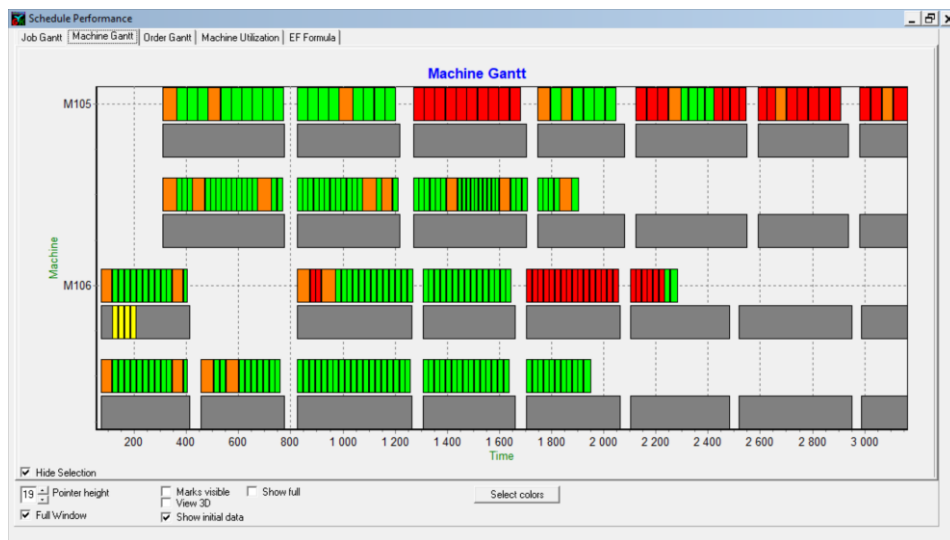 Schedule Performance
Job Gantt Machine Gantt Order Gantt Machine Utilization EF Formula
Machine Gantt
M105
M106
Machine
200 400 600 800 1 000 1 200 1 400 1 600 1 800 2 000 2 200 2 400 2 600 2 800 3 000
Time
Hide Selection
19 Pointer height
Marks visible
Show full
View 3D
Select colors
Full Window
Show initial data